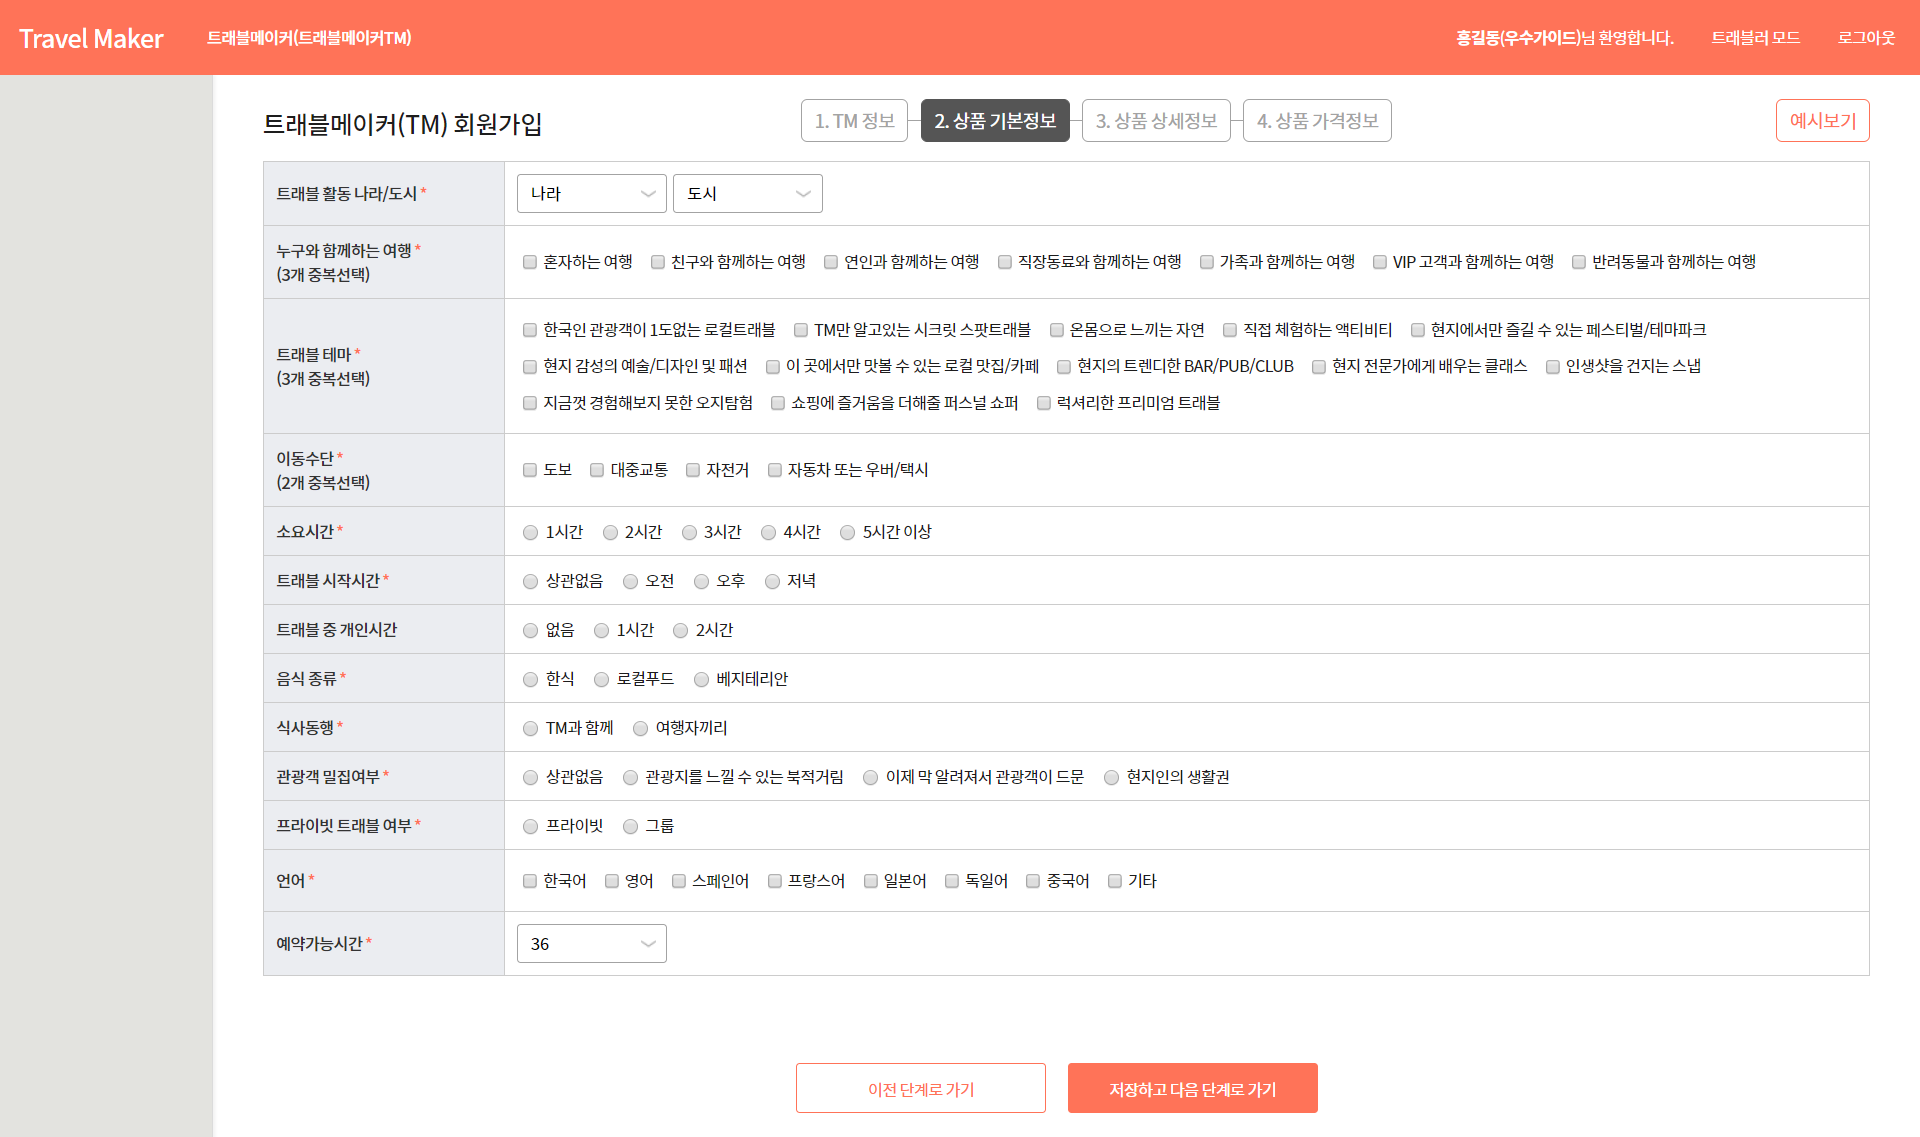 Travel Maker 트래블메이커(트래블메이커TM) 홍길동(우수가이드)님 환영합니다. 트래블러 모드 로그아웃
트래블메이커(TM) 회원가입 1. TM 정보 2. 상품 기본정보 3. 상품 상세정보 4. 상품 가격정보 예시보기
트래블 활동 나라/도시 * 나라 도시
누구와 함께하는 여행 *
(3개 중복선택)
혼자하는 여행 친구와 함께하는 여행 연인과 함께하는 여행 직장동료와 함께하는 여행 가족과 함께하는 여행 VIP 고객과 함께하는 여행 반려동물과 함께하는 여행
트래블 테마 *
(3개 중복선택)
한국인 관광객이 1도없는 로컬트래블 TM만 알고있는 시크릿 스팟트래블 온몸으로 느끼는 자연 직접 체험하는 액티비티 현지에서만 즐길 수 있는 페스티벌/테마파크
현지 감성의 예술/디자인 및 패션 이 곳에서만 맛볼 수 있는 로컬 맛집/카페 현지의 트렌디한 BAR/PUB/CLUB 현지 전문가에게 배우는 클래스 인생샷을 건지는 스냅
지금껏 경험해보지 못한 오지탐험 쇼핑에 즐거움을 더해줄 퍼스널 쇼퍼 럭셔리한 프리미엄 트래블
이동수단 *
(2개 중복선택)
도보 대중교통 자전거 자동차 또는 우버/택시
소요시간 * 1시간 2시간 3시간 4시간 5시간 이상
트래블 시작시간 * 상관없음 오전 오후 저녁
트래블 중 개인시간 없음 1시간 2시간
음식 종류 * 한식 로컬푸드 베지테리안
식사동행 * TM과 함께 여행자끼리
관광객 밀집여부 * 상관없음 관광지를 느낄 수 있는 북적거림 이제 막 알려져서 관광객이 드문 현지인의 생활권
프라이빗 트래블 여부 * 프라이빗 그룹
언어 * 한국어 영어 스페인어 프랑스어 일본어 독일어 중국어 기타
예약가능시간 * 36
이전 단계로 가기 저장하고 다음 단계로 가기